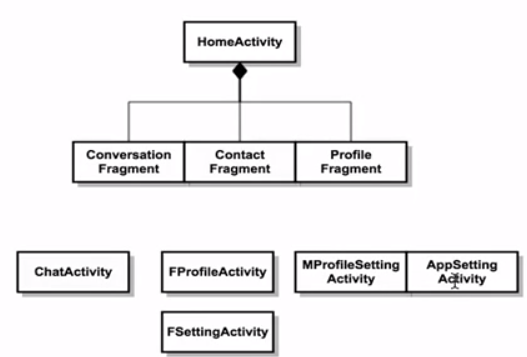 HomeActivity
Conversation
Fragment
Contact
Fragment
Profile
Fragment
ChatActivity
FProfileActivity
MProfileSetting
Activity
AppSetting
Activity
FSettingActivity